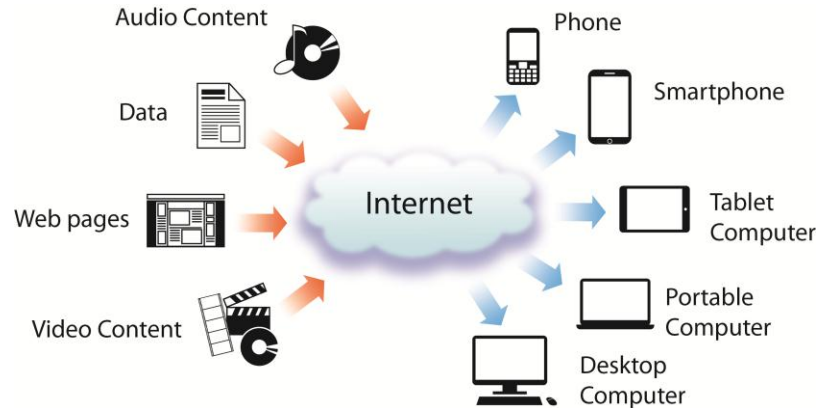 Audio Content
Phone
Smartphone
Data
Internet
Web pages
Tablet
Computer
Video Content
Portable
Computer
Desktop
Computer